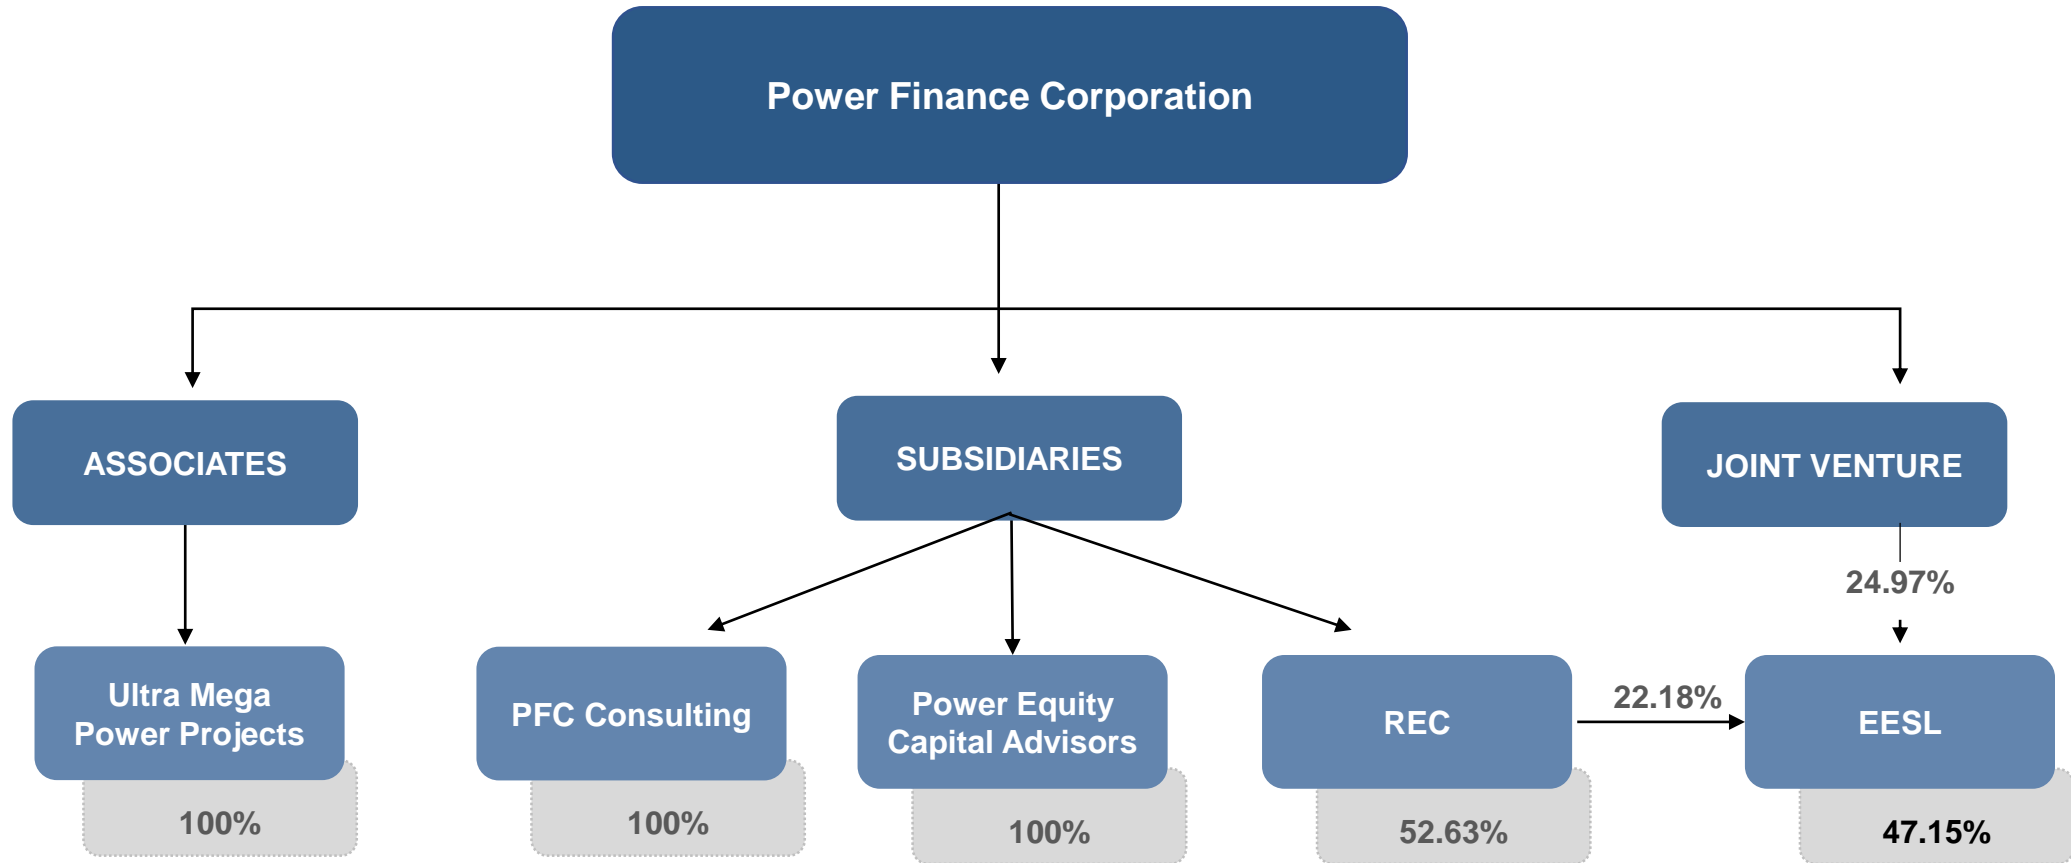 Power Finance Corporation
ASSOCIATES
SUBSIDIARIES
JOINT VENTURE
24.97%
Ultra Mega
Power Projects
100%
PFC Consulting
100%
Power Equity
Capital Advisors
100%
REC
52.63%
22.18%
EESL
47.15%